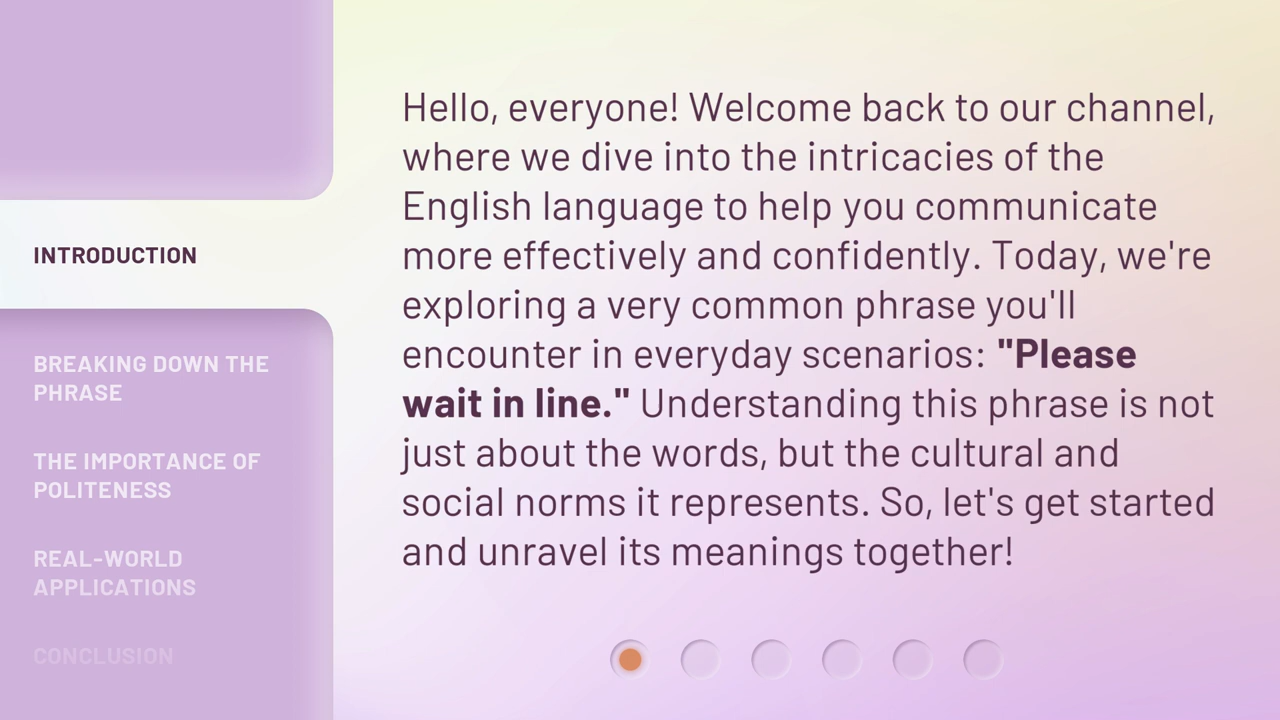 INTRODUCTION
BREAKING DOWN THE
PHRASE
THE IMPORTANCE OF
POLITENESS
REAL-WORLD
APPLICATIONS
CONCLUSION
Hello, everyone! Welcome back to our channel,
where we dive into the intricacies of the
English language to help you communicate
more effectively and confidently. Today, we're
exploring a very common phrase you'll
encounter in everyday scenarios: "Please
wait in line." Understanding this phrase is not
just about the words, but the cultural and
social norms it represents. So, let's get started
and unravel its meanings together!